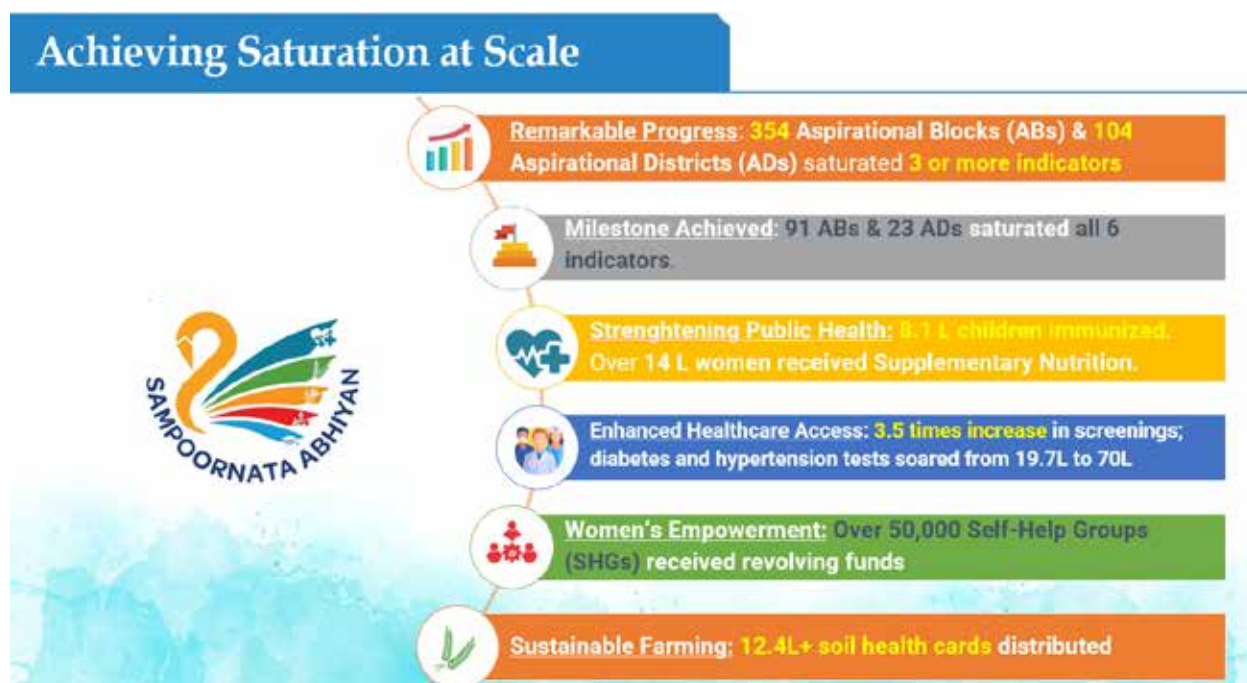 Achieving Saturation at Scale
Remarkable Progress: 354 Aspirational Blocks (ABs) & 104
Aspirational Districts (ADs) saturated 3 or more indicators
Milestone Achieved: 91 ABs & 23 ADs saturated all 6
indicators.
Strenghtening Public Health: 8.1 L children immunized.
Over 14 L women received Supplementary Nutrition.
Enhanced Healthcare Access: 3.5 times increase in screenings;
diabetes and hypertension tests soared from 19.7L to 70L
Women's Empowerment: Over 50,000 Self-Help Groups
(SHGs) received revolving funds
Sustainable Farming: 12.4L+ soil health cards distributed
SAMPOORNATA ABHIYAN